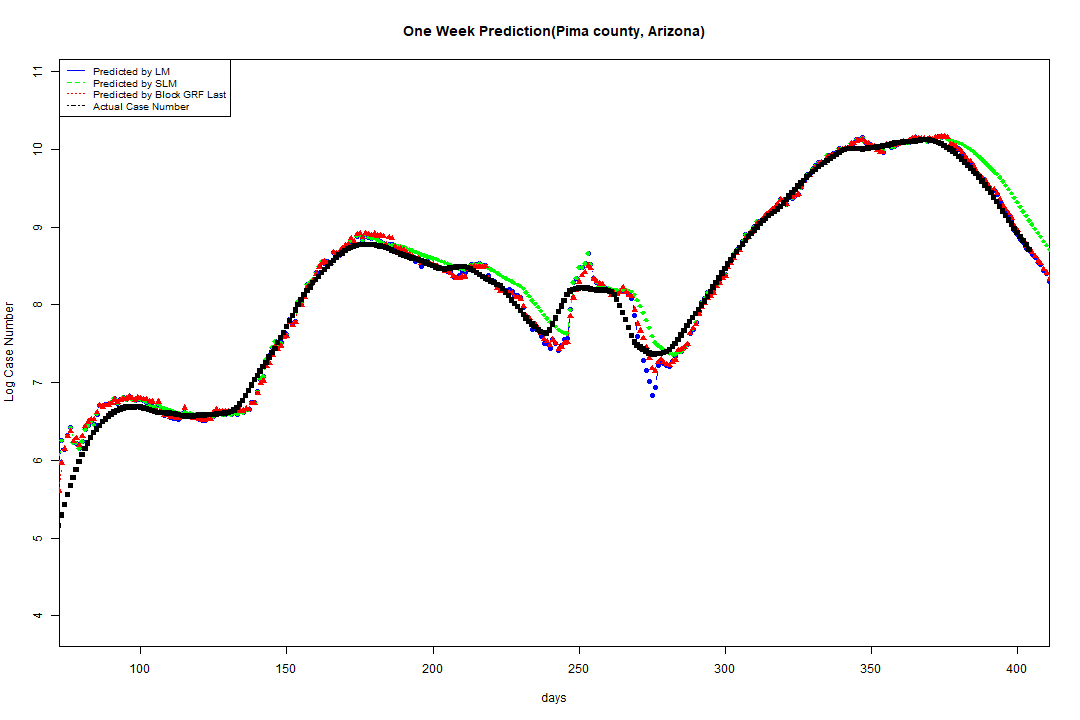 One Week Prediction(Pima county, Arizona)
Predicted by LM
Predicted by SLM
Predicted by Block GRF Last
Actual Case Number
11
10
9
8
7
6
5
4
Log Case Number
100 150 200 250 300 350 400
days